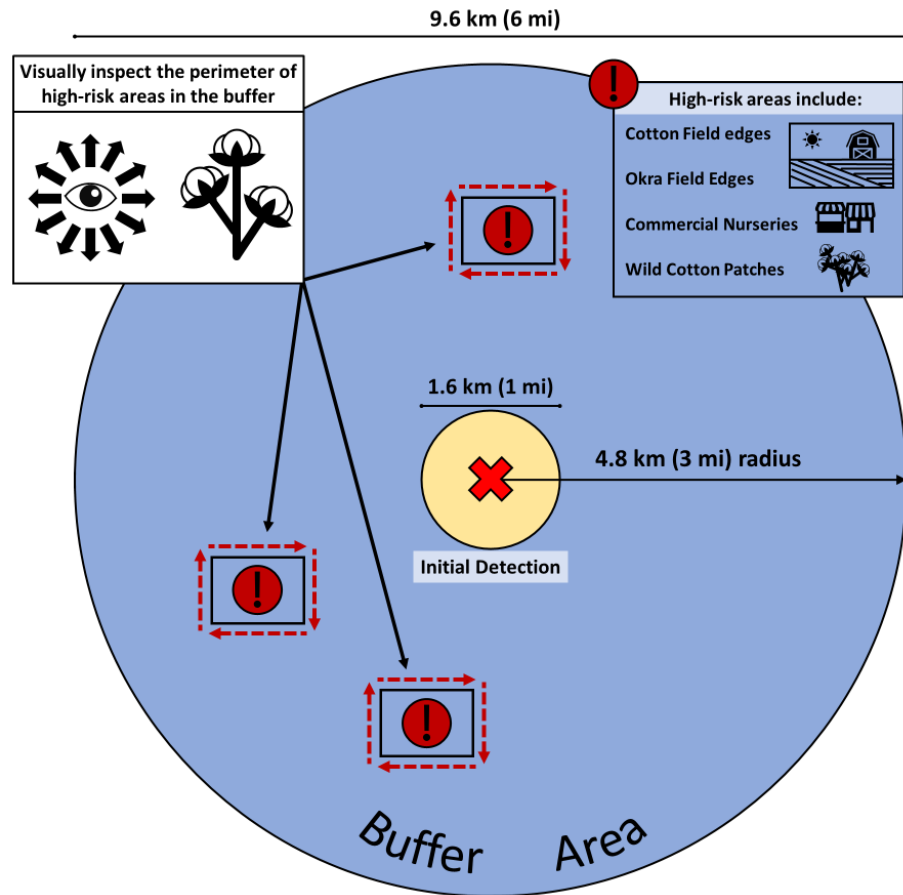 9.6 km (6 mi)
Visually inspect the perimeter of
high-risk areas in the buffer
!
High-risk areas include:
Cotton Field edges
Okra Field Edges
Commercial Nurseries
Wild Cotton Patches
!
1.6 km (1 mi)
4.8 km (3 mi) radius
Initial Detection
!
!
Buffer Area